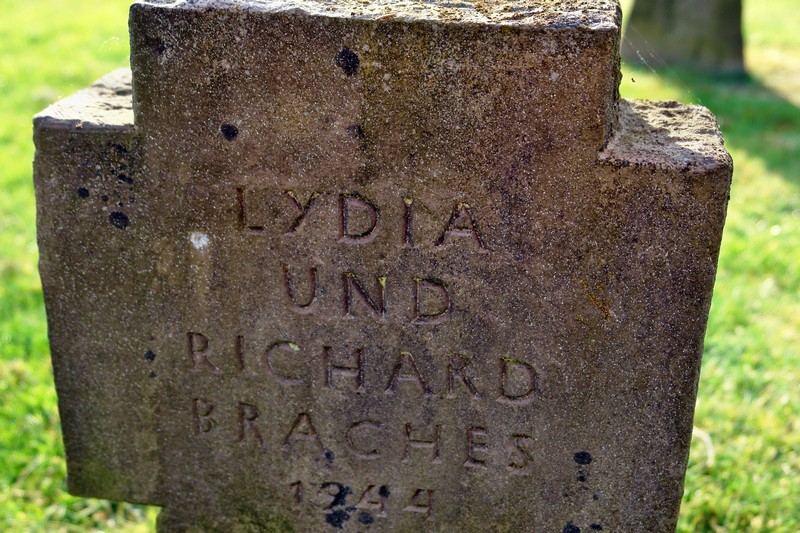 LYDIA
UND
RICHARD
BRACHES
1944